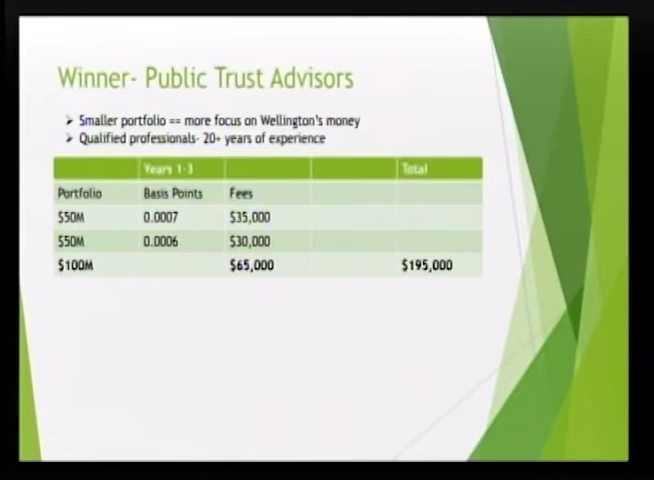 Winner- Public Trust Advisors
➢ Smaller portfolio == more focus on Wellington's money
➢ Qualified professionals- 20+ years of experience
Years 1-3 Total
Portfolio Basis Points Fees
$50M 0.0007 $35,000
$50M 0.0006 $30,000
$100M $65,000 $195,000